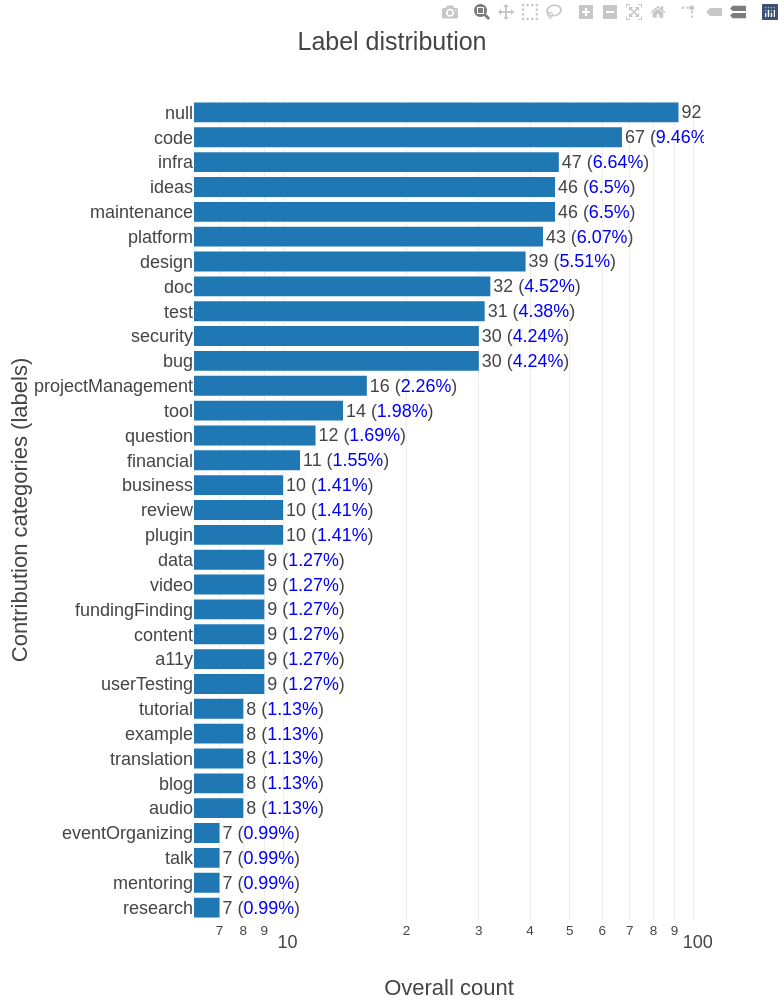 Label distribution
Contribution categories (labels)
null 92
code 67 (9.46%
infra 47 (6.64%)
ideas 46 (6.5%)
maintenance 46 (6.5%)
platform 43 (6.07%)
design 39 (5.51%)
doc 32 (4.52%)
test 31 (4.38%)
security 30 (4.24%)
bug 30 (4.24%)
projectManagement 16 (2.26%)
tool 14 (1.98%)
question 12 (1.69%)
financial 11 (1.55%)
business 10 (1.41%)
review 10 (1.41%)
plugin 10 (1.41%)
data 9 (1.27%)
video 9 (1.27%)
fundingFinding 9 (1.27%)
content 9 (1.27%)
a11y 9 (1.27%)
userTesting 9 (1.27%)
tutorial 8 (1.13%)
example 8 (1.13%)
translation 8 (1.13%)
blog 8 (1.13%)
audio 8 (1.13%)
eventOrganizing 7 (0.99%)
talk 7 (0.99%)
mentoring 7 (0.99%)
research 7 (0.99%)
7 8 9 10 2 3 4 5 6 7 8 9 100
Overall count